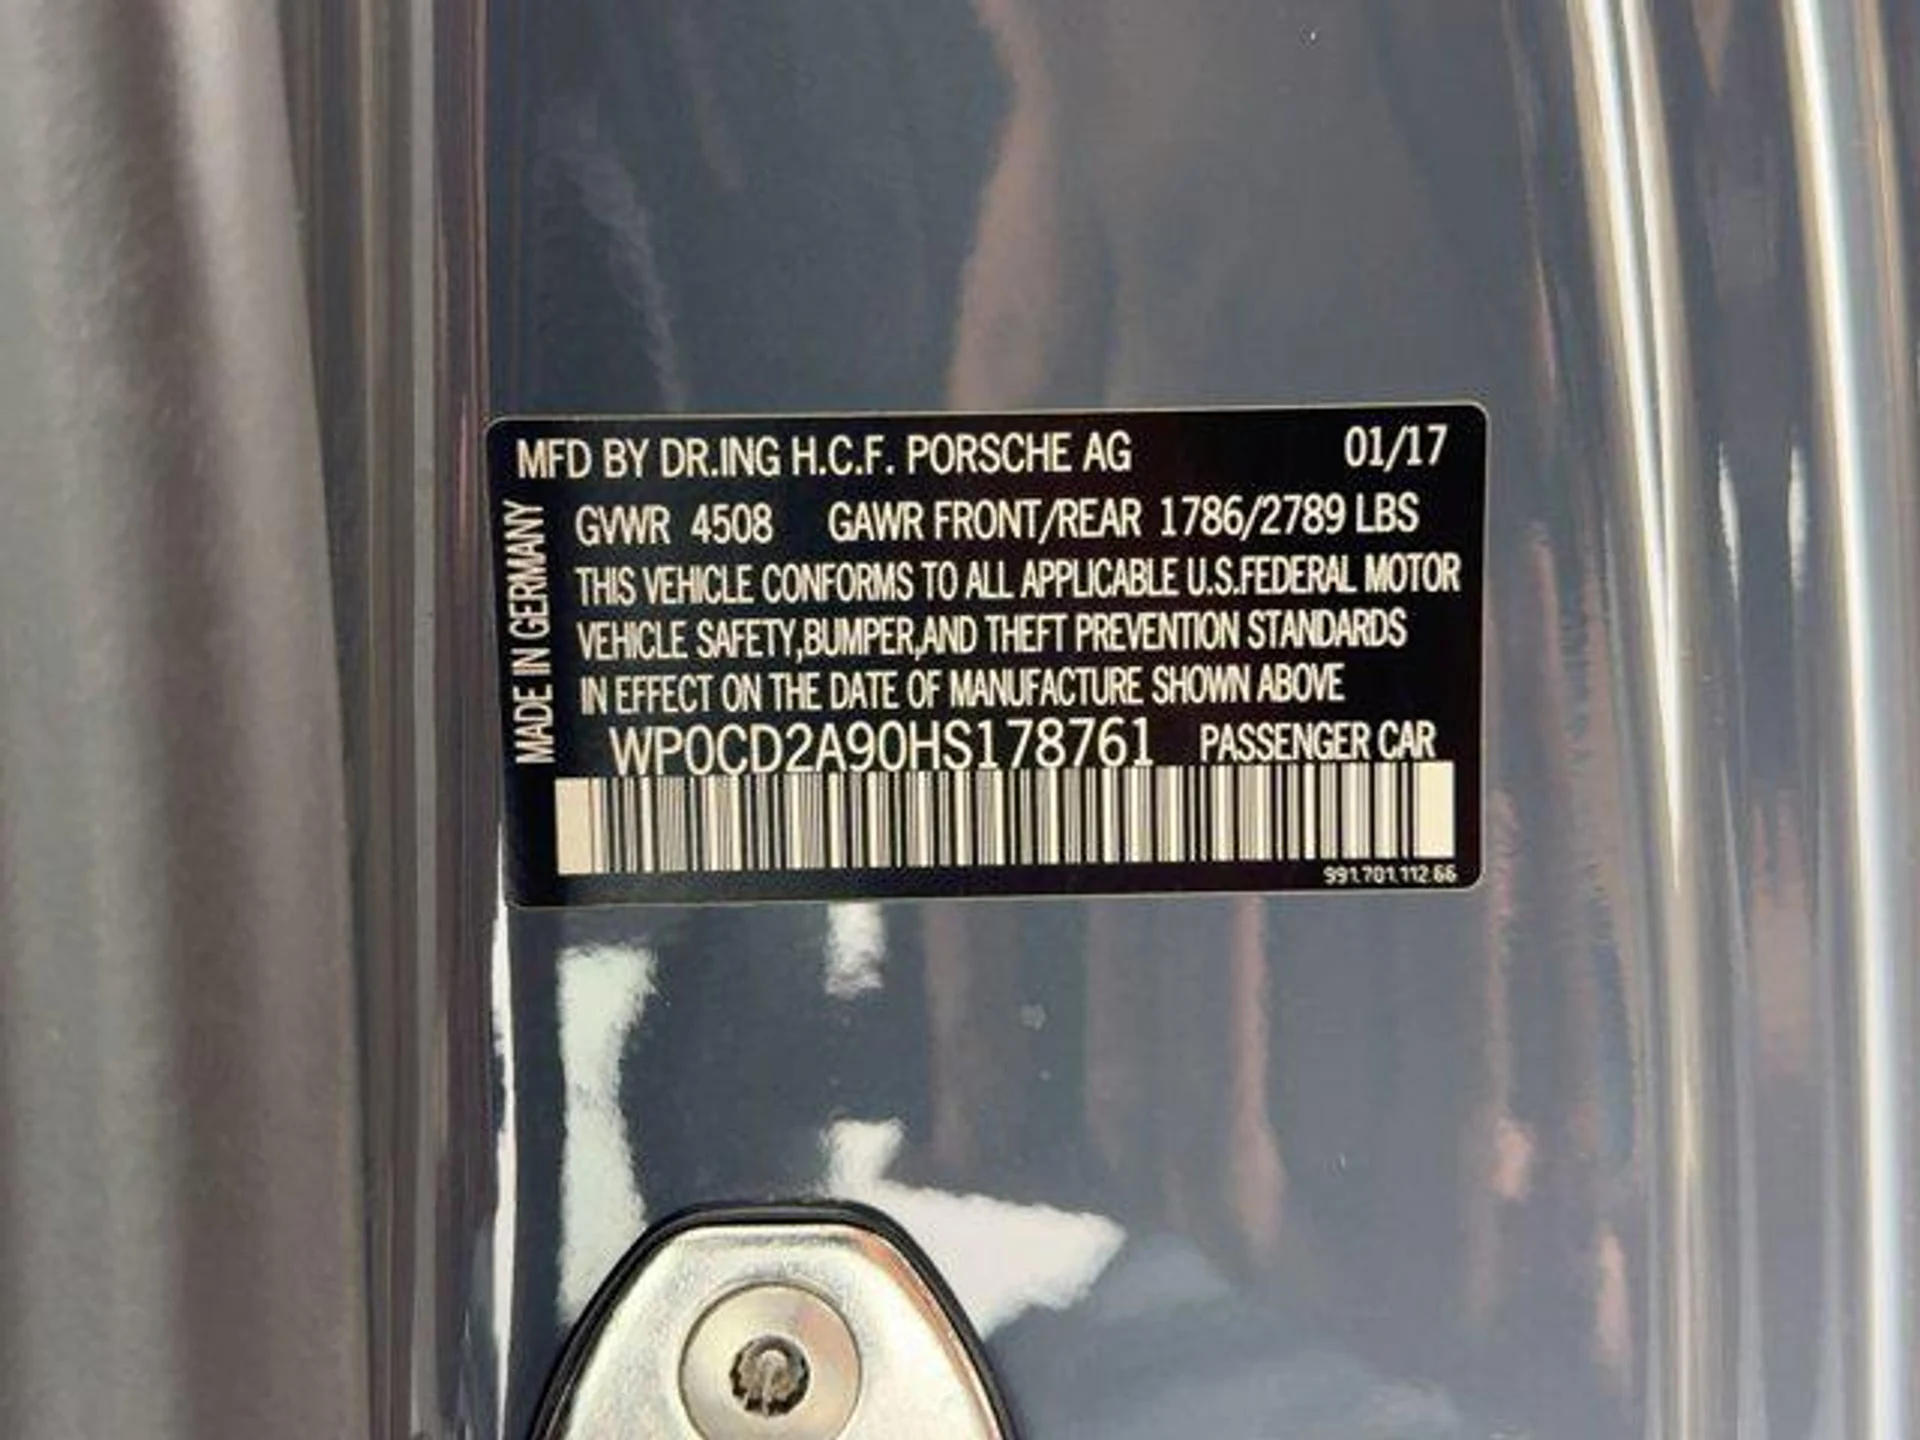 MFD BY DR.ING H.C.F. PORSCHE AG 01/17
GVWR 4508 GAWR FRONT/REAR 1786/2789 LBS
THIS VEHICLE CONFORMS TO ALL APPLICABLE U.S.FEDERAL MOTOR
VEHICLE SAFETY,BUMPER,AND THEFT PREVENTION STANDARDS
IN EFFECT ON THE DATE OF MANUFACTURE SHOWN ABOVE
WP0CD2A90HS178761 PASSENGER CAR
991.701.112.66
MADE IN GERMANY